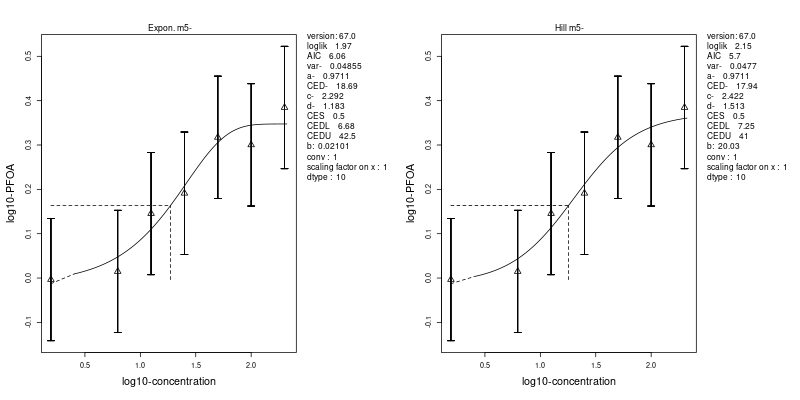 Expon. m5-
version: 67.0
loglik 1.97
AIC 6.06
var- 0.04855
a- 0.9711
CED- 18.69
c- 2.292
d- 1.183
CES 0.5
CEDL 6.68
CEDU 42.5
b: 0.02101
conv : 1
scaling factor on x : 1
dtype : 10
log10-PFOA
0.5
0.4
0.3
0.2
0.1
0.0
-0.1
0.5 1.0 1.5 2.0
log10-concentration
Hill m5-
version: 67.0
loglik 2.15
AIC 5.7
var- 0.0477
a- 0.9711
CED- 17.94
c- 2.422
d- 1.513
CES 0.5
CEDL 7.25
CEDU 41
b: 20.03
conv : 1
scaling factor on x : 1
dtype : 10
log10-PFOA
0.5
0.4
0.3
0.2
0.1
0.0
-0.1
0.5 1.0 1.5 2.0
log10-concentration